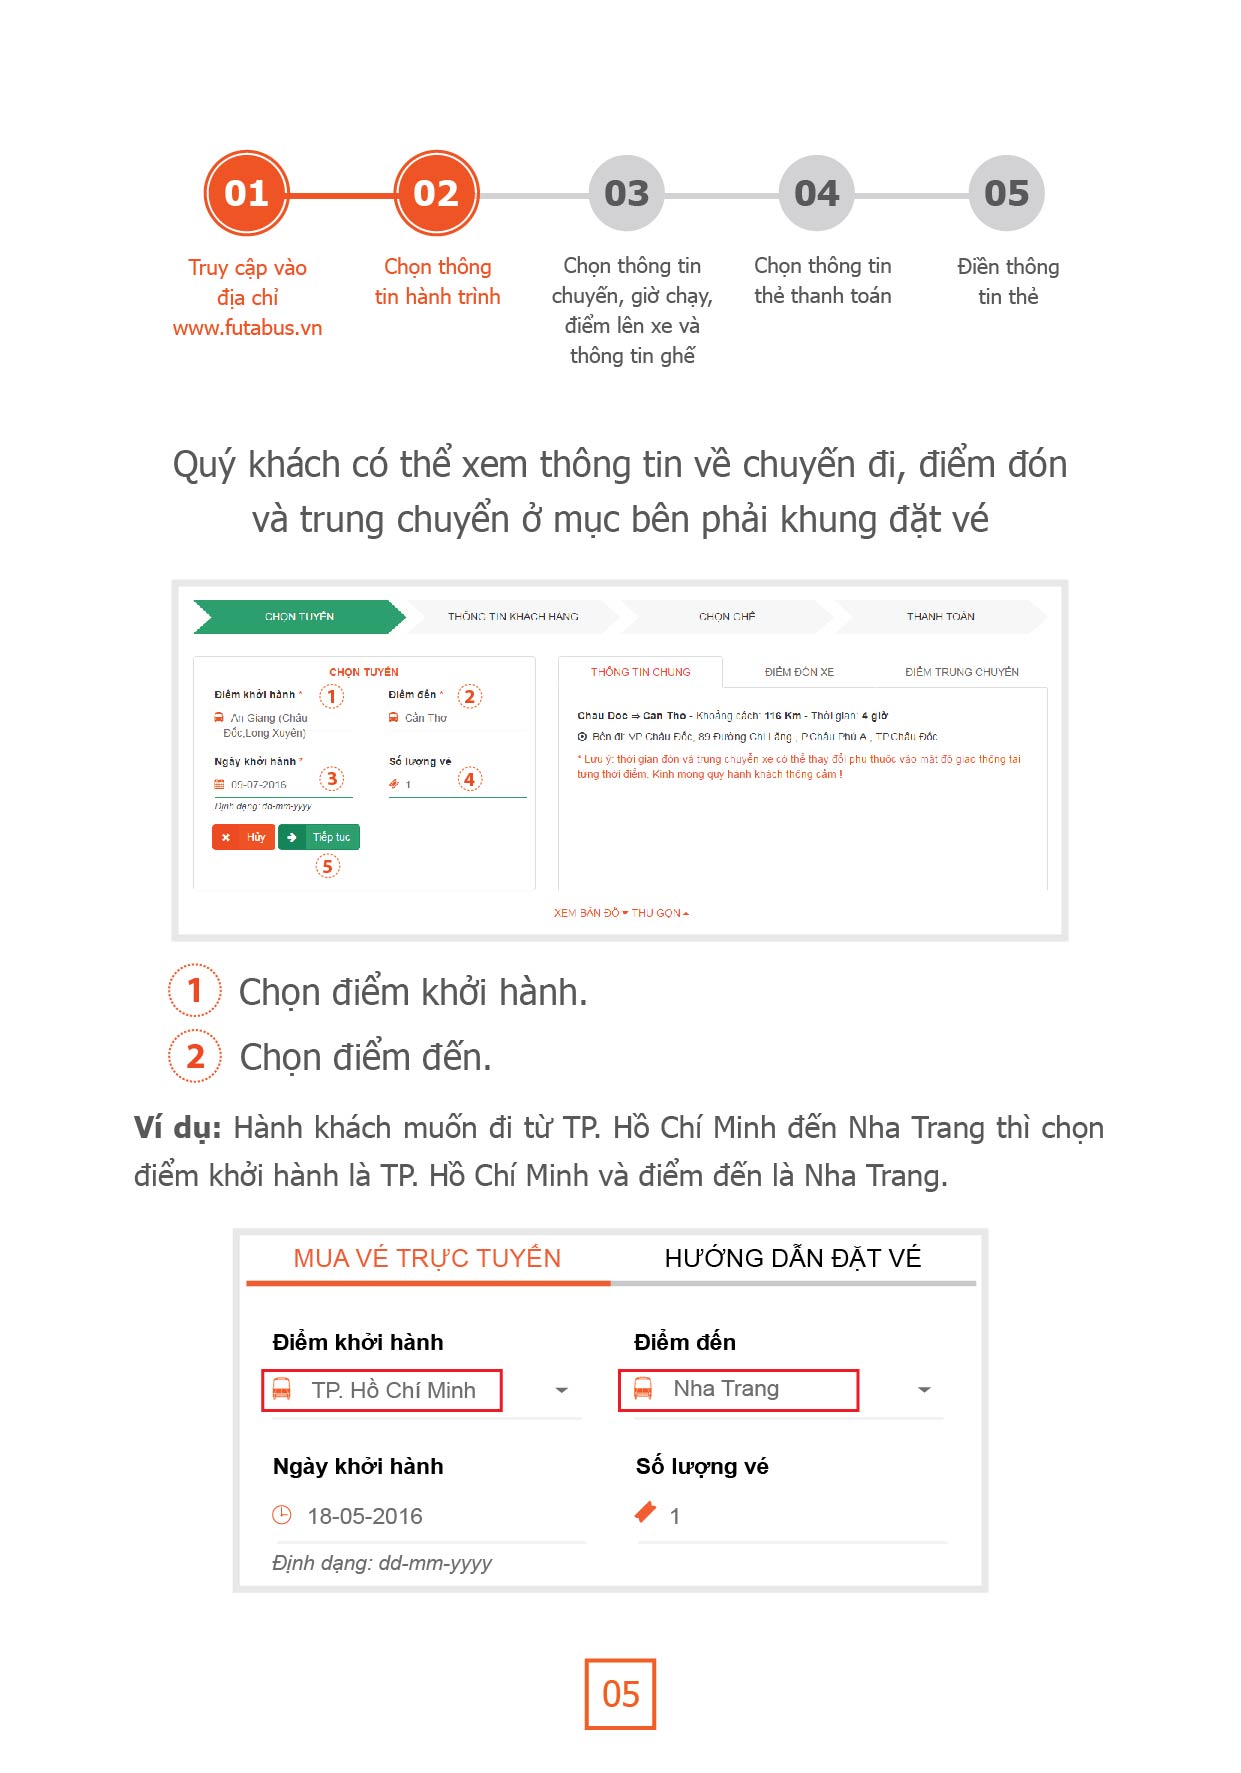 01 02 03 04 05
Truy cập vào
địa chỉ
www.futabus.vn
Chọn thông
tin hành trình
Chọn thông tin
chuyến, giờ chạy,
điểm lên xe và
thông tin ghế
Chọn thông tin
thẻ thanh toán
Điền thông
tin thẻ
Quý khách có thể xem thông tin về chuyến đi, điểm đón
và trung chuyển ở mục bên phải khung đặt vé
CHỌN TUYẾN THÔNG TIN KHÁCH HÀNG CHỌN GHẾ THANH TOÁN
CHỌN TUYẾN
Điểm khởi hành * 1 Điểm đến * 2
An Giang (Châu
Đốc,Long Xuyên)
Cần Thơ
Ngày khởi hành * 3 Số lượng vé 4
09-07-2016 1
Định dạng: dd-mm-yyyy
Hủy Tiếp tục
5
THÔNG TIN CHUNG ĐIỂM ĐÓN XE ĐIỂM TRUNG CHUYỂN
Chau Doc ⇒ Can Tho - Khoảng cách: 116 Km - Thời gian: 4 giờ
Bến đi: VP Châu Đốc, 89 Đường Chi Lăng , P.Châu Phú A , TP.Châu Đốc
* Lưu ý: thời gian đón và trung chuyển xe có thể thay đổi phụ thuộc vào mật độ giao thông tại
từng thời điểm. Kính mong quý hành khách thông cảm !
XEM BẢN ĐỒ THU GỌN
1 Chọn điểm khởi hành.
2 Chọn điểm đến.
Ví dụ: Hành khách muốn đi từ TP. Hồ Chí Minh đến Nha Trang thì chọn
điểm khởi hành là TP. Hồ Chí Minh và điểm đến là Nha Trang.
MUA VÉ TRỰC TUYẾN HƯỚNG DẪN ĐẶT VÉ
Điểm khởi hành Điểm đến
TP. Hồ Chí Minh Nha Trang
Ngày khởi hành Số lượng vé
18-05-2016 1
Định dạng: dd-mm-yyyy
05